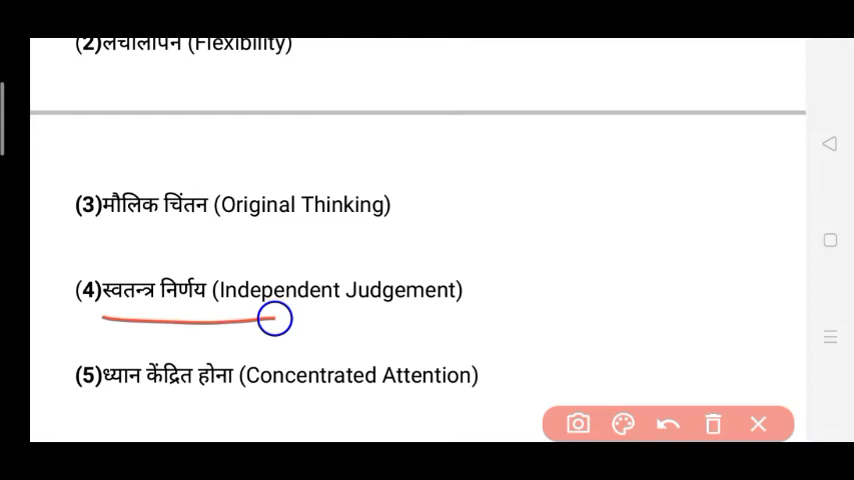 (2)लचीलापन (Flexibility)
(3)मौलिक चिंतन (Original Thinking)
(4)स्वतन्त्र निर्णय (Independent Judgement)
(5)ध्यान केंद्रित होना (Concentrated Attention)